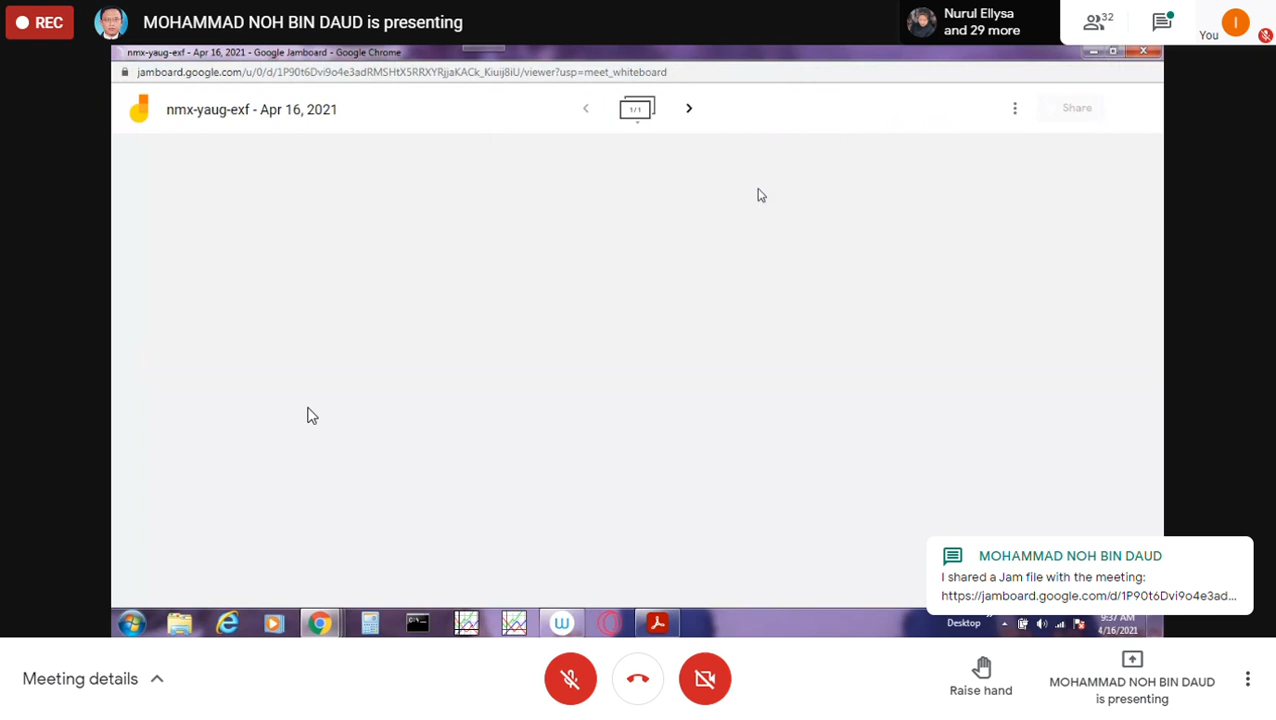 REC
MOHAMMAD NOH BIN DAUD is presenting
Nurul Ellysa
and 29 more
32
You
I
nmx-yaug-exf - Apr 16, 2021 - Google Jamboard - Google Chrome
jamboard.google.com/u/0/d/1P90t6Dvi9o4e3adRMSHtX5RRXYRjjaKACk_Kiuij8iU/viewer?usp=meet_whiteboard
nmx-yaug-exf - Apr 16, 2021
1/1
Share
MOHAMMAD NOH BIN DAUD
I shared a Jam file with the meeting:
https://jamboard.google.com/d/1P90t6Dvi9o4e3ad...
Desktop
9:37 AM
4/16/2021
Meeting details
Raise hand
MOHAMMAD NOH BIN DAUD
is presenting